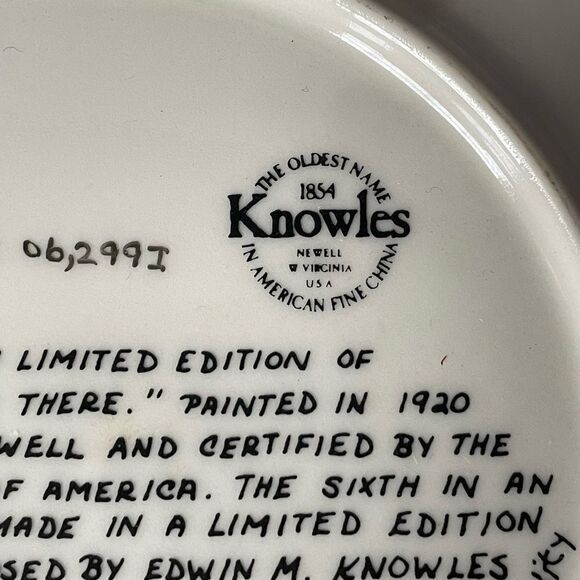 THE OLDEST NAME
1854
Knowles
NEWELL
W VIRGINIA
USA
IN AMERICAN FINE CHINA
06,299I
LIMITED EDITION OF
THERE." PAINTED IN 1920
WELL AND CERTIFIED BY THE
OF AMERICA. THE SIXTH IN AN
MADE IN A LIMITED EDITION
SED BY EDWIN M. KNOWLES
ity